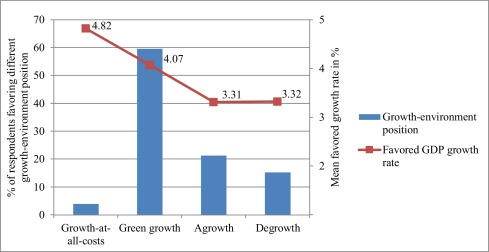 % of respondents favoring different
growth-environment position
70
60
50
40
30
20
10
0
4.82
4.07
3.31
3.32
5
4
3
2
Mean favored growth rate in %
Growth-at-
all-costs
Green growth
Agrowth
Degrowth
Growth-environment
position
Favored GDP growth
rate